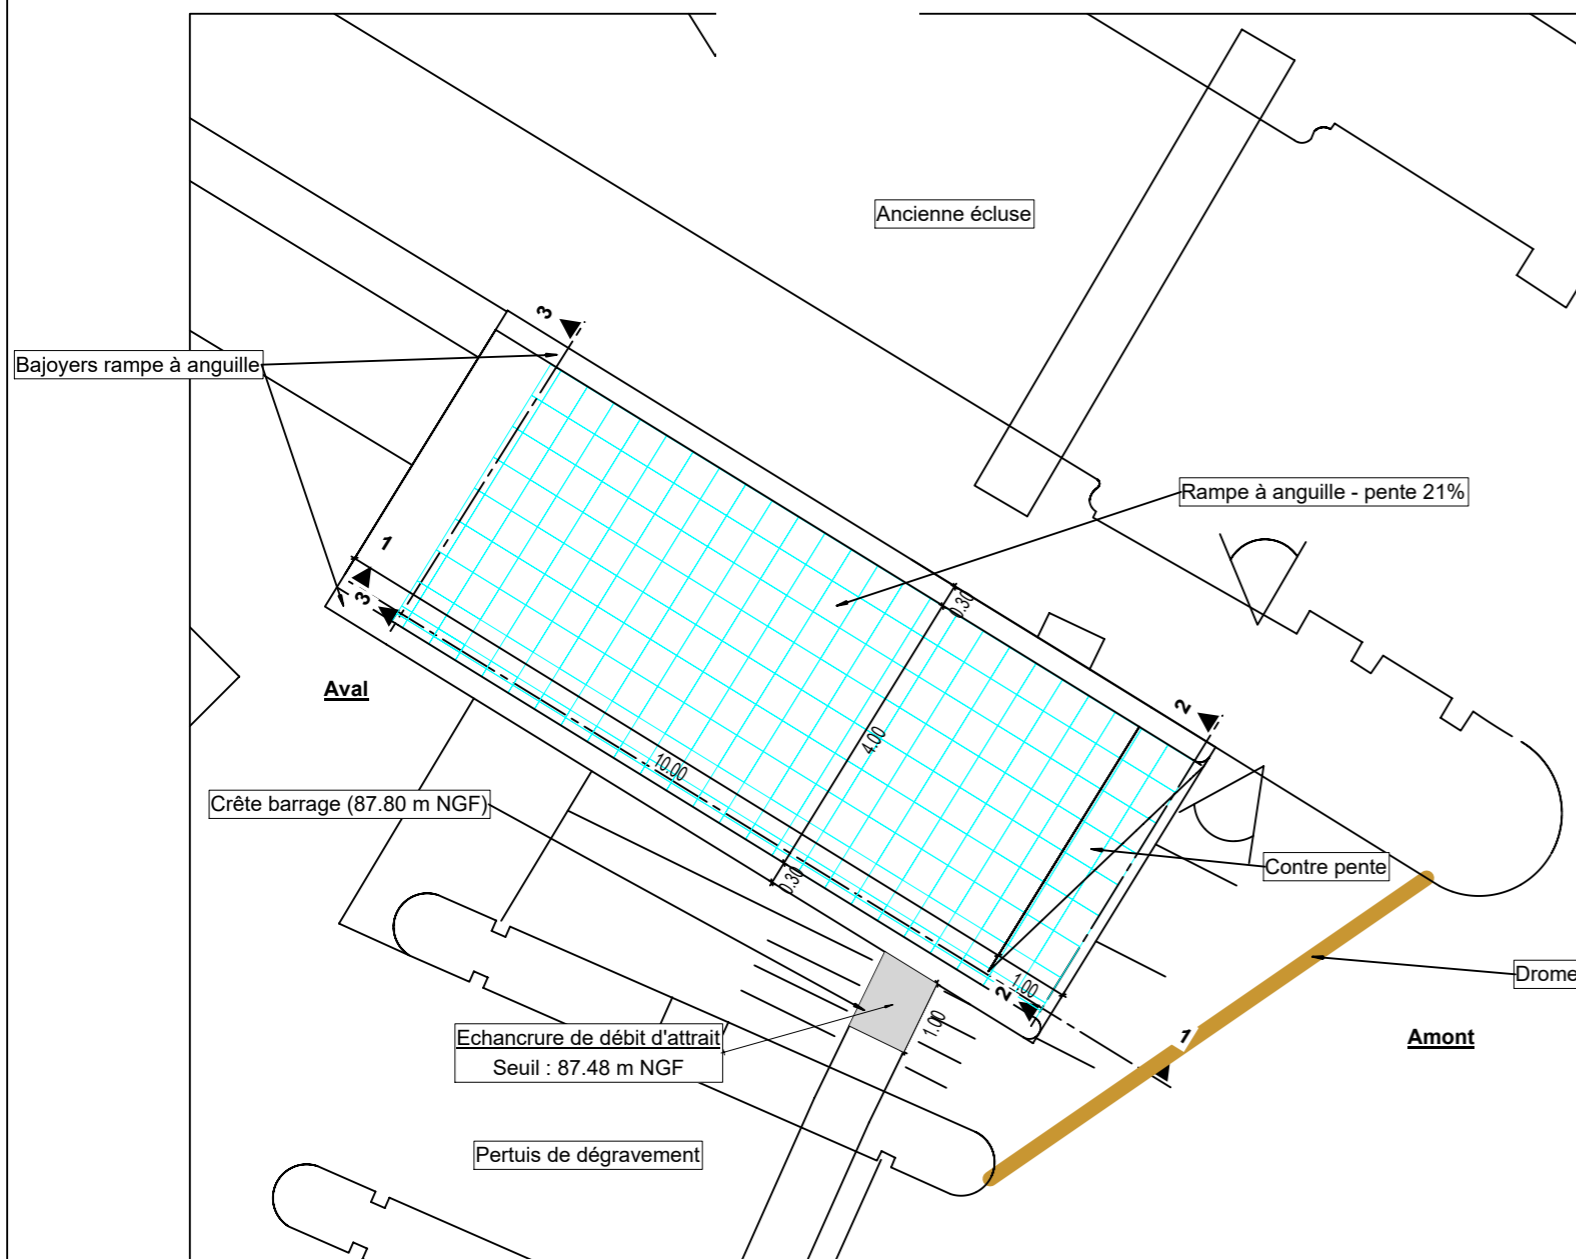 Ancienne écluse
3
Bajoyers rampe à anguille
Rampe à anguille - pente 21%
1
3
0.30
Aval
2
4.00
10.00
Crête barrage (87.80 m NGF)
Contre pente
0.30
Drome
1.00
2
1.00
1
Amont
Echancrure de débit d'attrait
Seuil : 87.48 m NGF
Pertuis de dégravement